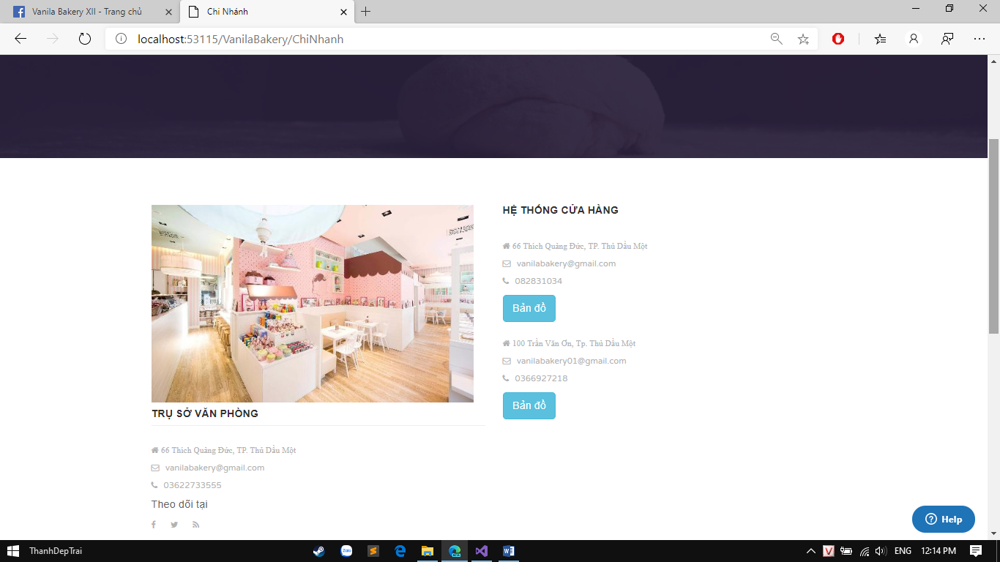 Vanila Bakery XII - Trang chủ
Chi Nhánh
localhost:53115/VanilaBakery/ChiNhanh
HỆ THỐNG CỬA HÀNG
66 Thích Quảng Đức, TP. Thủ Dầu Một
vanilabakery@gmail.com
082831034
Bản đồ
100 Trần Văn Ơn, Tp. Thủ Dầu Một
vanilabakery01@gmail.com
0366927218
Bản đồ
TRỤ SỞ VĂN PHÒNG
66 Thích Quảng Đức, TP. Thủ Dầu Một
vanilabakery@gmail.com
03622733555
Theo dõi tại
Help
ThanhDepTrai
Zalo
ENG
12:14 PM